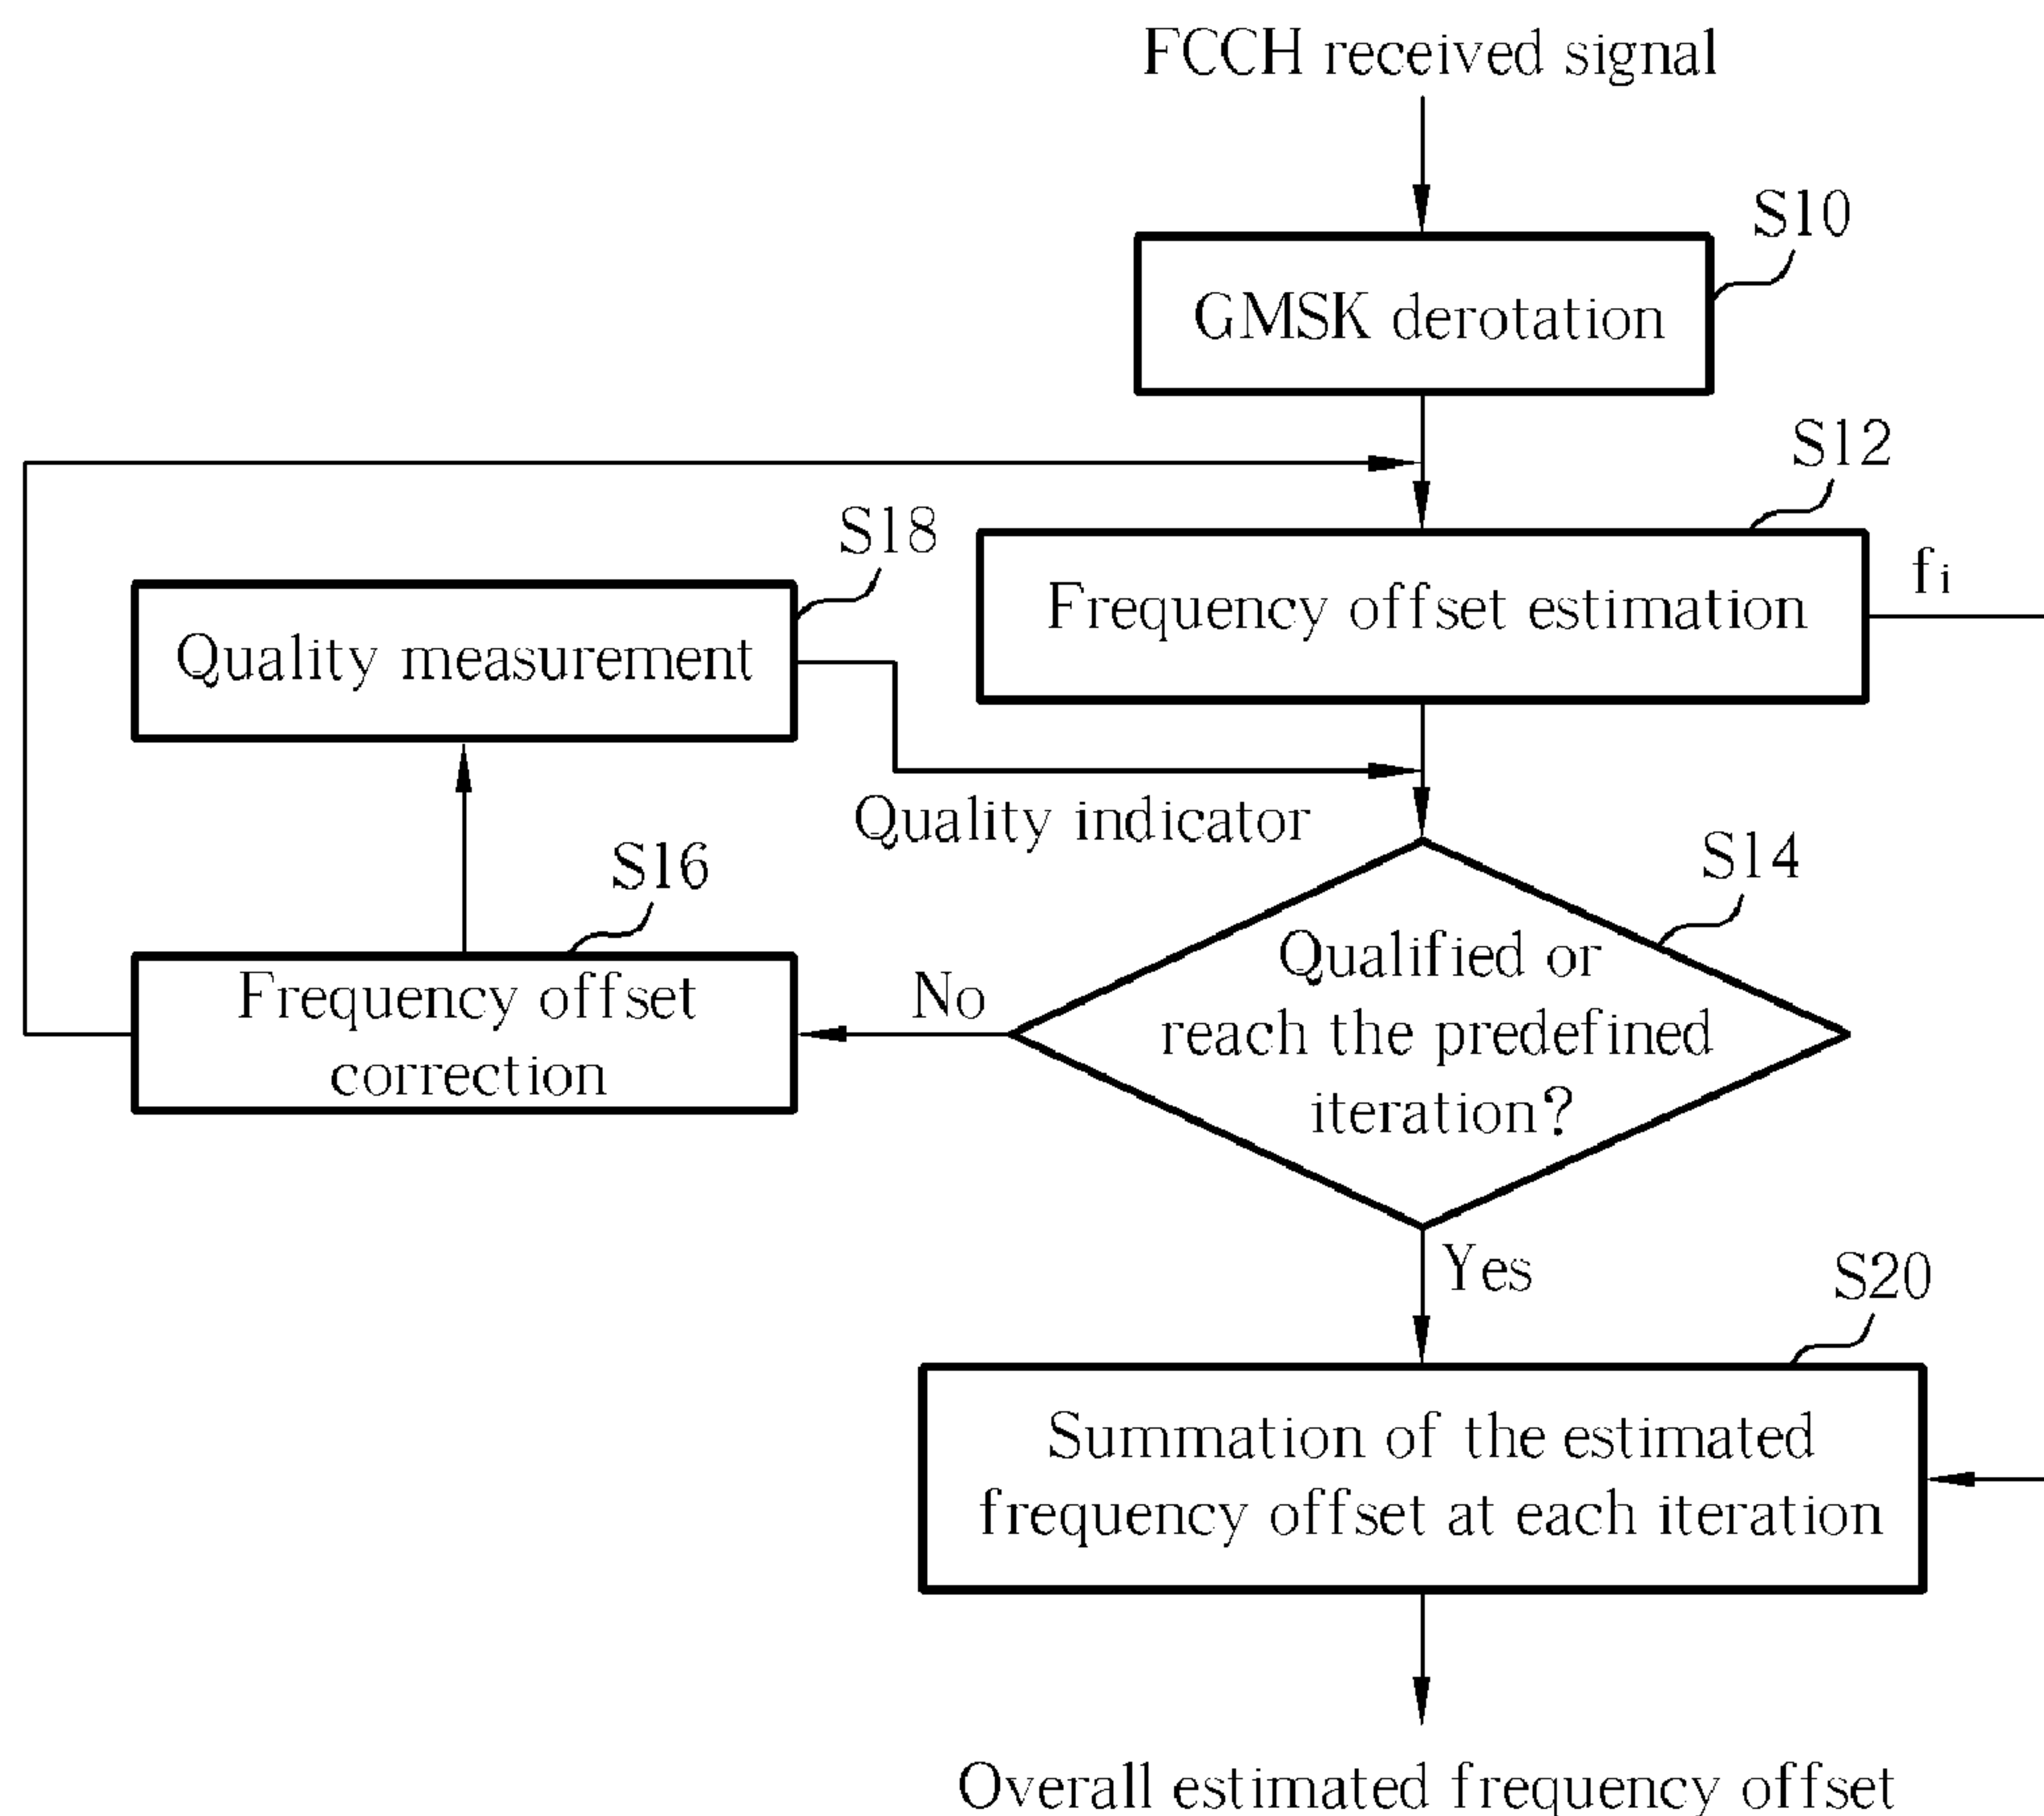 FCCH received signal
S10
GMSK derotation
S12
S18
fi
Frequency offset estimation
Quality measurement
Quality indicator
S16
S14
Frequency offset
correction
No
Qualified or
reach the predefined
iteration?
Yes
S20
Summation of the estimated
frequency offset at each iteration
Overall estimated frequency offset